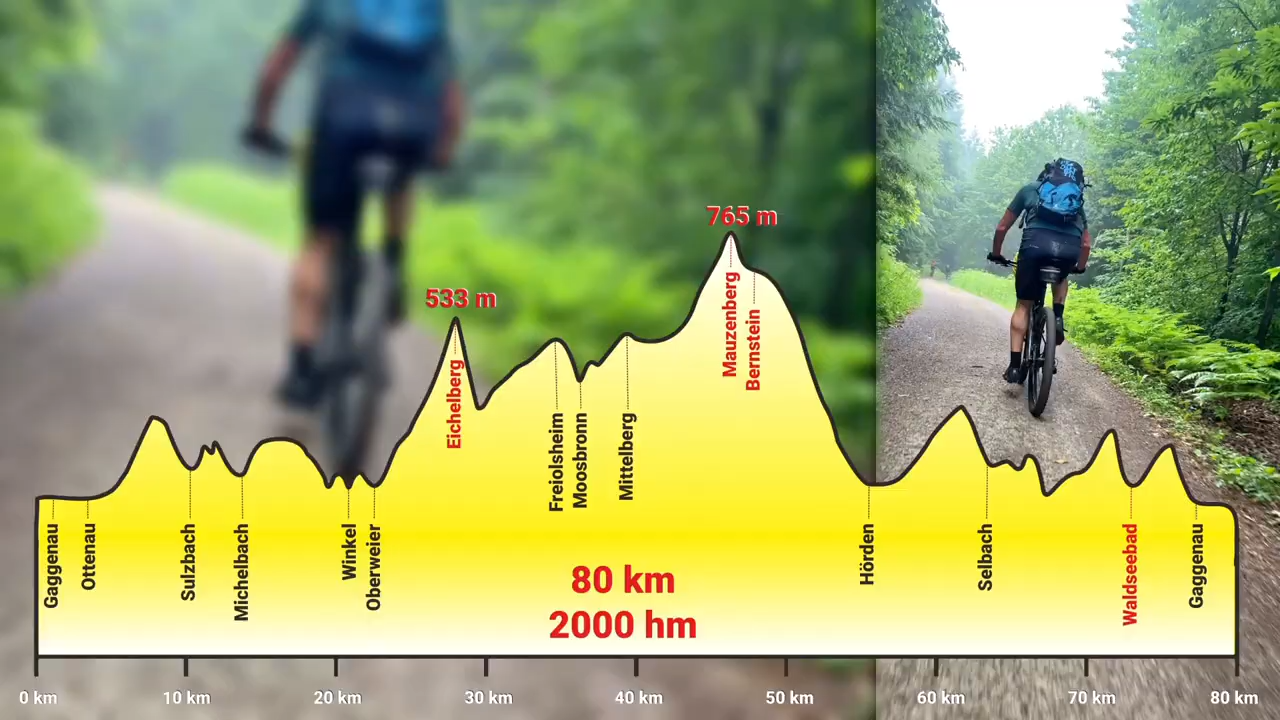 765 m
533 m
Mauzenberg
Bernstein
Eichelberg
Freiolsheim
Moosbronn
Mittelberg
Gaggenau
Ottenau
Sulzbach
Michelbach
Winkel
Oberweier
Hörden
Selbach
Waldseebad
Gaggenau
80 km
2000 hm
0 km 10 km 20 km 30 km 40 km 50 km 60 km 70 km 80 km